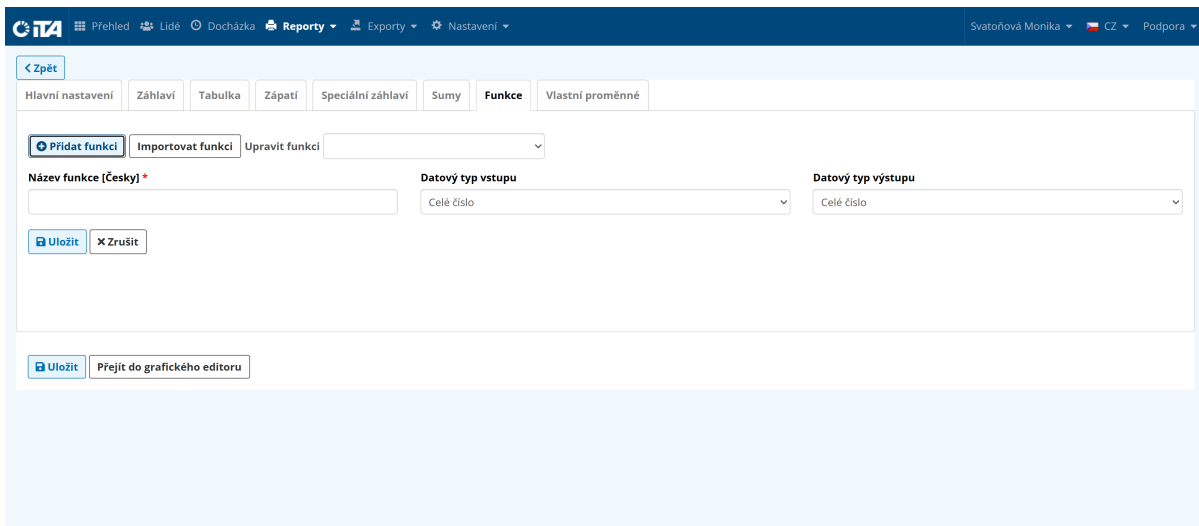 iTA Přehled Lidé Docházka Reporty Exporty Nastavení Svatoňová Monika CZ Podpora
Zpět
Hlavní nastavení Záhlaví Tabulka Zápatí Speciální záhlaví Sumy Funkce Vlastní proměnné
Přidat funkci Importovat funkci Upravit funkci
Název funkce [Česky] * Datový typ vstupu Datový typ výstupu
Celé číslo Celé číslo
Uložit Zrušit
Uložit Přejít do grafického editoru